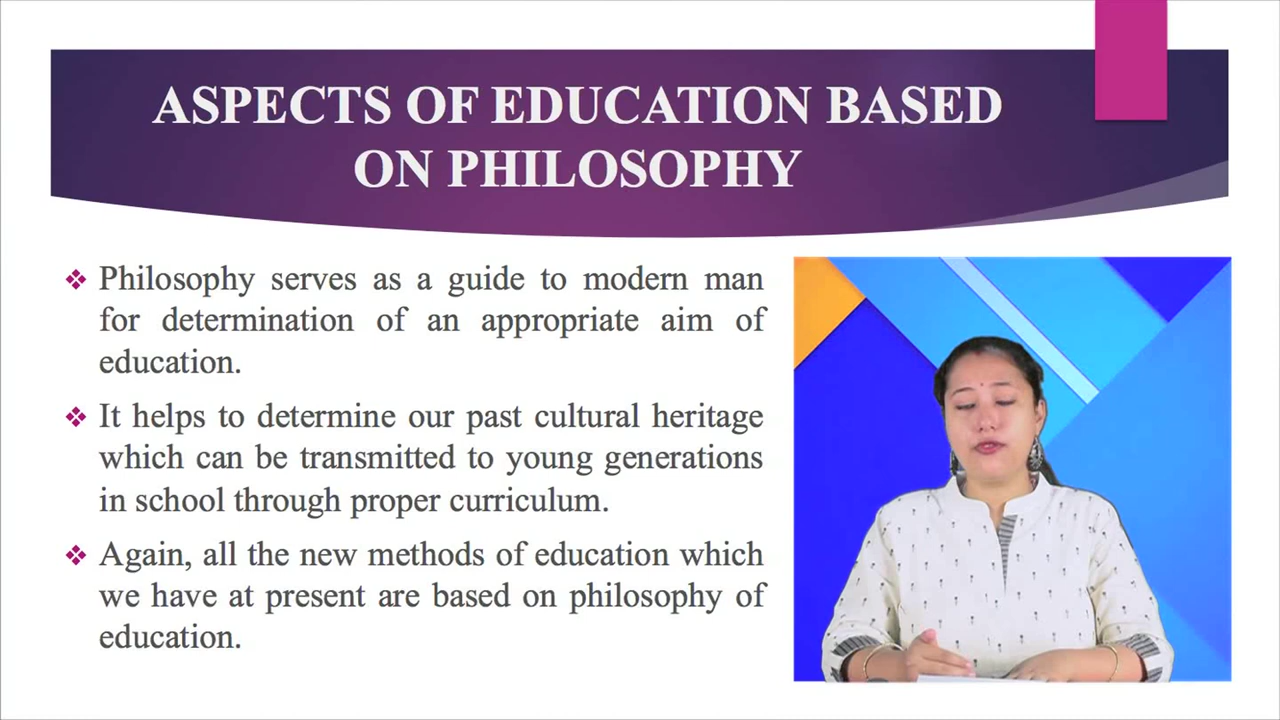 ASPECTS OF EDUCATION BASED
ON PHILOSOPHY
Philosophy serves as a guide to modern man
for determination of an appropriate aim of
education.
It helps to determine our past cultural heritage
which can be transmitted to young generations
in school through proper curriculum.
Again, all the new methods of education which
we have at present are based on philosophy of
education.